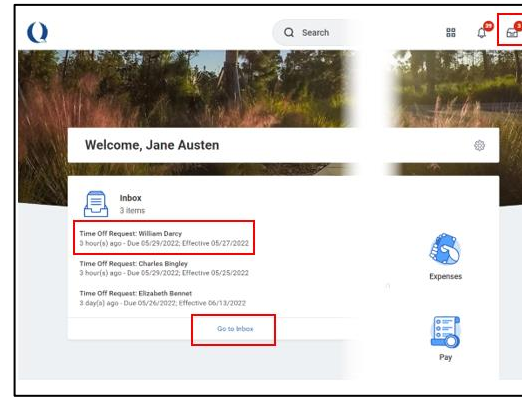 Search
39
3
Welcome, Jane Austen
Inbox
3 items
Time Off Request: William Darcy
3 hour(s) ago - Due 05/29/2022; Effective 05/27/2022
Time Off Request: Charles Bingley
3 hour(s) ago - Due 05/29/2022; Effective 05/25/2022
Time Off Request: Elizabeth Bennet
3 day(s) ago - Due 05/26/2022; Effective 06/13/2022
Go to Inbox
Expenses
Pay